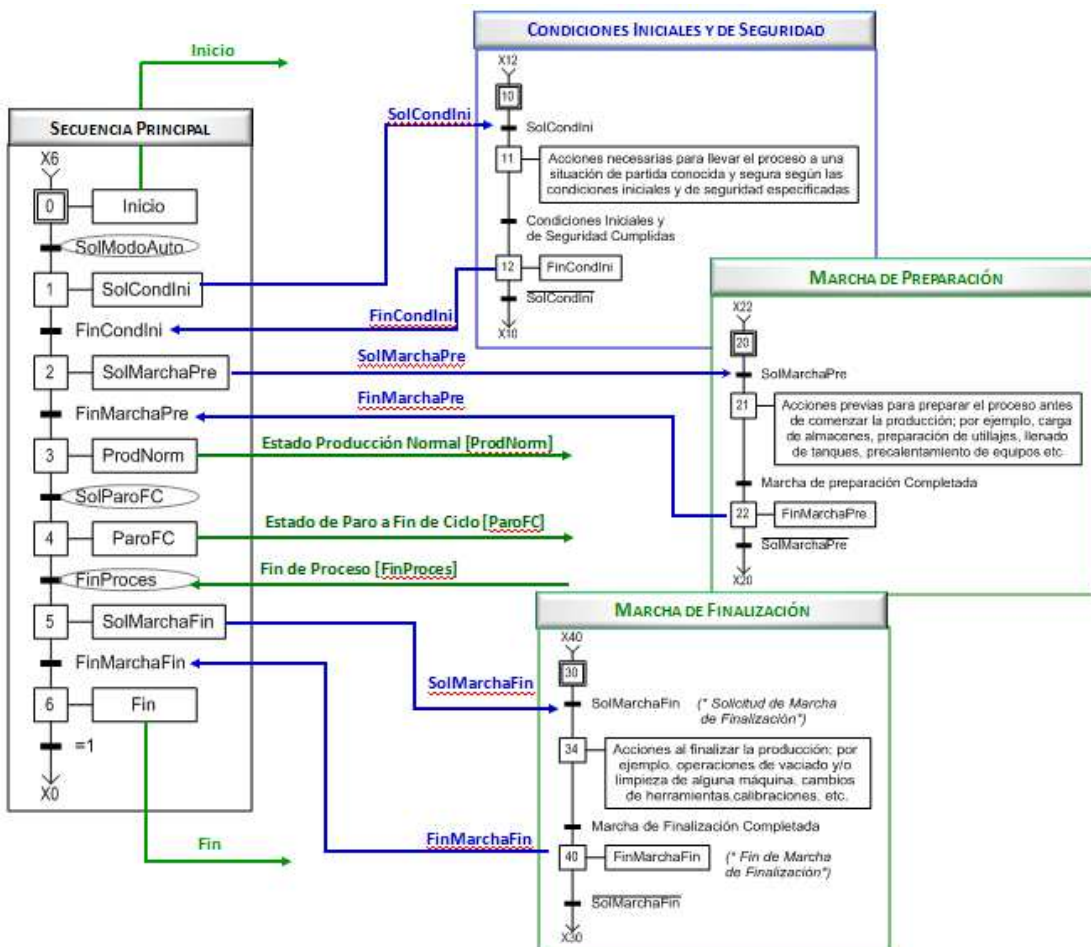 Inicio
SECUENCIA PRINCIPAL
X6
0
Inicio
SolModoAuto
1
SolCondIni
FinCondIni
2
SolMarchaPre
FinMarchaPre
3
ProdNorm
SolParoFC
4
ParoFC
FinProces
5
SolMarchaFin
FinMarchaFin
6
Fin
=1
X0
Fin
SolCondIni
FinCondIni
SolMarchaPre
FinMarchaPre
Estado Producción Normal [ProdNorm]
Estado de Paro a Fin de Ciclo [ParoFC]
Fin de Proceso [FinProces]
SolMarchaFin
FinMarchaFin
CONDICIONES INICIALES Y DE SEGURIDAD
X12
10
SolCondIni
11
Acciones necesarias para llevar el proceso a una
situación de partida conocida y segura según las
condiciones iniciales y de seguridad especificadas
Condiciones Iniciales y
de Seguridad Cumplidas
12
FinCondIni
SolCondIni
X10
MARCHA DE PREPARACIÓN
X22
20
SolMarchaPre
21
Acciones previas para preparar el proceso antes
de comenzar la producción; por ejemplo, carga
de almacenes, preparación de utillajes, llenado
de tanques, precalentamiento de equipos etc.
Marcha de preparación Completada
22
FinMarchaPre
SolMarchaPre
X20
MARCHA DE FINALIZACIÓN
X40
30
SolMarchaFin (* Solicitud de Marcha
de Finalización*)
34
Acciones al finalizar la producción; por
ejemplo, operaciones de vaciado y/o
limpieza de alguna máquina, cambios
de herramientas,calibraciones, etc.
Marcha de Finalización Completada
40
FinMarchaFin (* Fin de Marcha
de Finalización*)
SolMarchaFin
X30